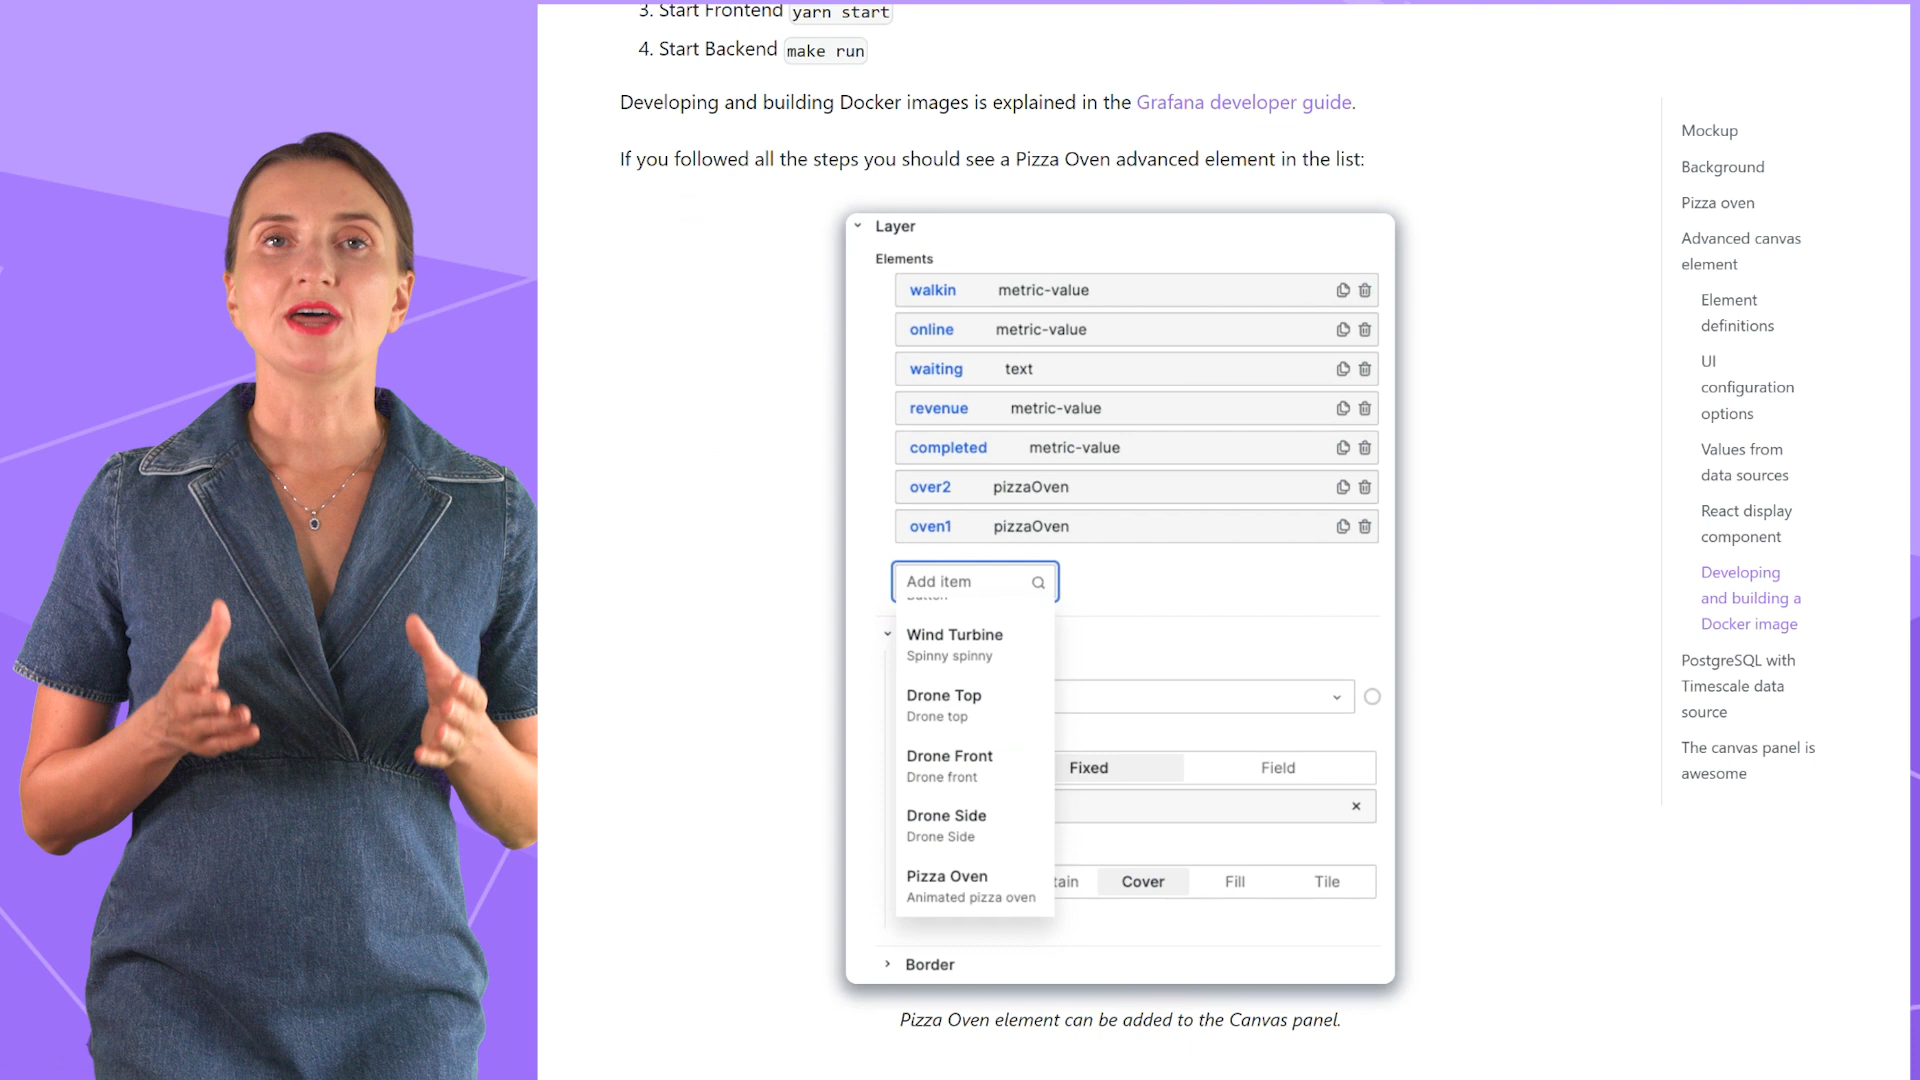 3. Start Frontend yarn start
4. Start Backend make run
Developing and building Docker images is explained in the Grafana developer guide.
If you followed all the steps you should see a Pizza Oven advanced element in the list:
Layer
Elements
walkin metric-value
online metric-value
waiting text
revenue metric-value
completed metric-value
over2 pizzaOven
oven1 pizzaOven
Add item
Button
Wind Turbine
Spinny spinny
Drone Top
Drone top
Drone Front
Drone front
Fixed Field
Drone Side
Drone Side
Pizza Oven
Animated pizza oven
tain Cover Fill Tile
Border
Pizza Oven element can be added to the Canvas panel.
Mockup
Background
Pizza oven
Advanced canvas
element
Element
definitions
UI
configuration
options
Values from
data sources
React display
component
Developing
and building a
Docker image
PostgreSQL with
Timescale data
source
The canvas panel is
awesome